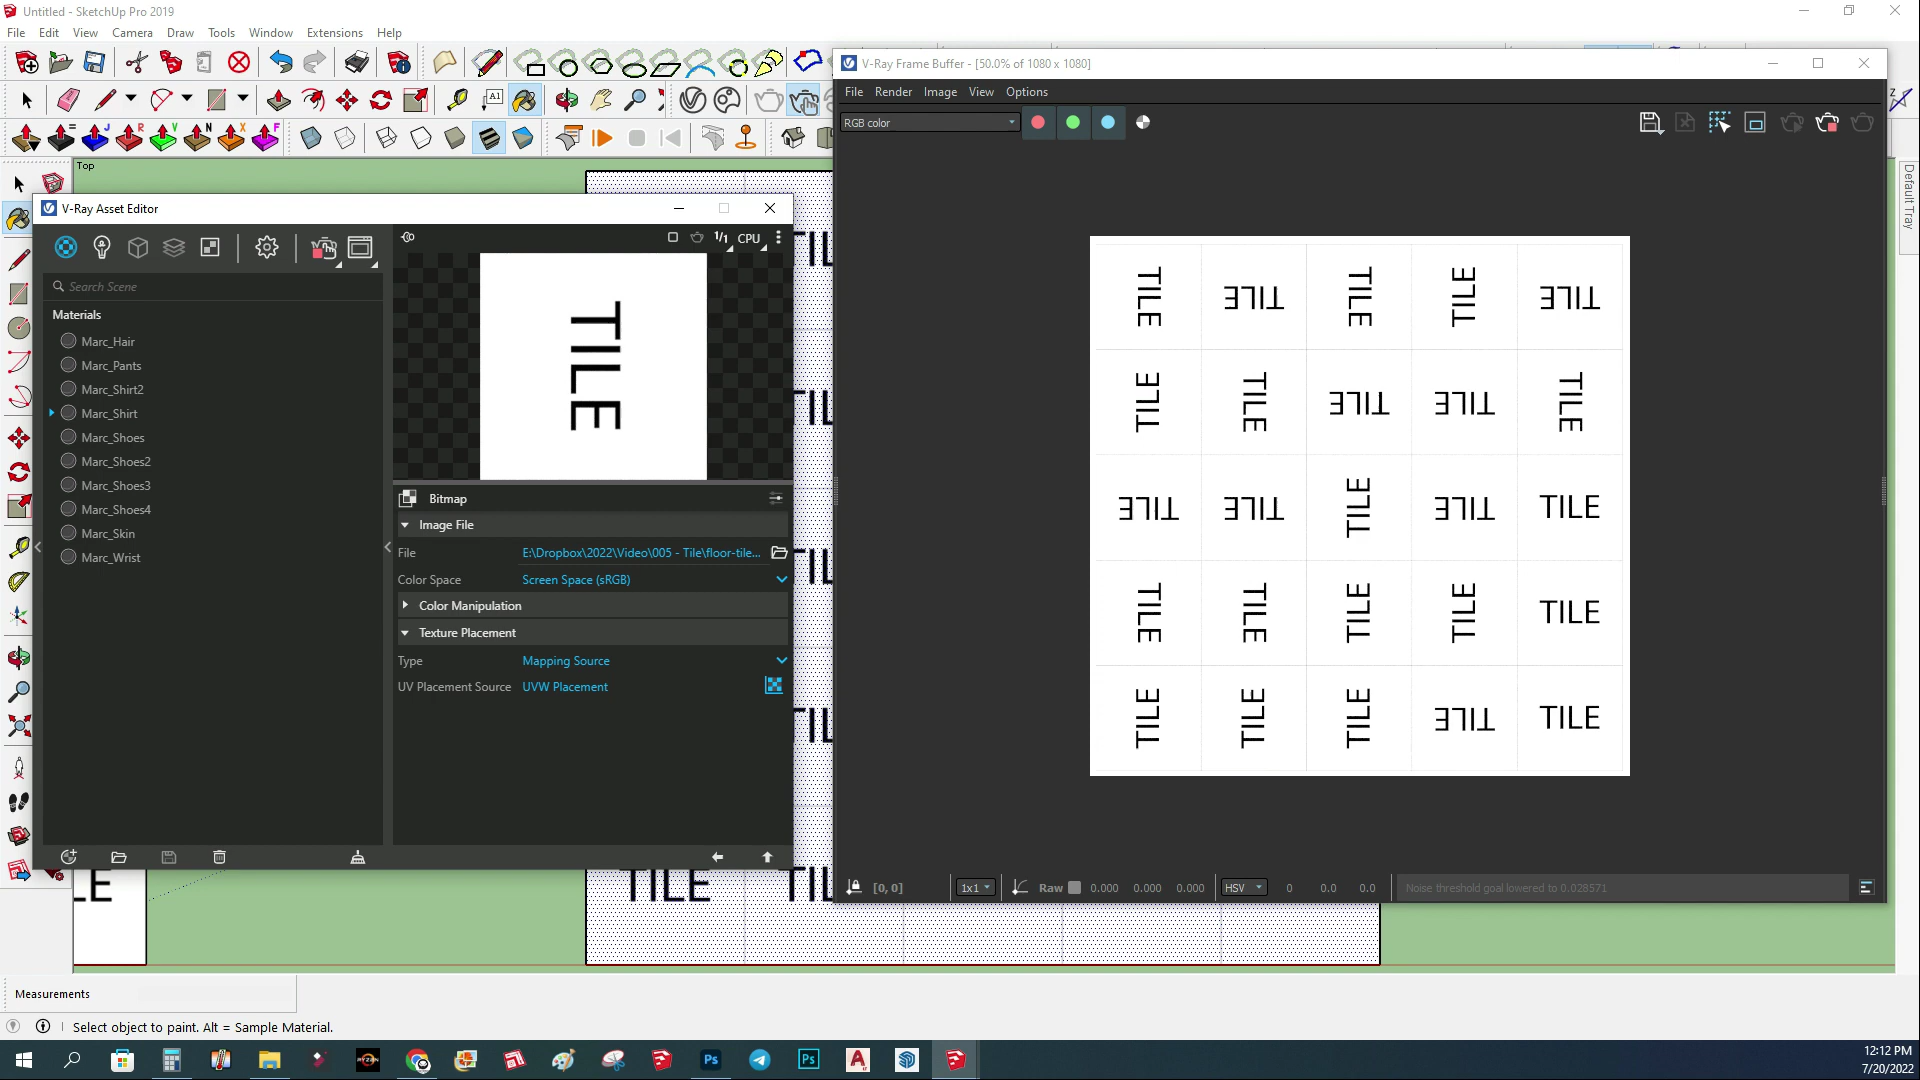 Untitled - SketchUp Pro 2019
File Edit View Camera Draw Tools Window Extensions Help
V-Ray Frame Buffer - [50.0% of 1080 x 1080]
File Render Image View Options
RGB color
Top
Default Tray
V-Ray Asset Editor
1/1 CPU
Search Scene
Materials
Marc_Hair
Marc_Pants
Marc_Shirt2
Marc_Shirt
Marc_Shoes
Marc_Shoes2
Marc_Shoes3
Marc_Shoes4
Marc_Skin
Marc_Wrist
TILE
Bitmap
Image File
File E:\Dropbox\2022\Video\005 - Tile\floor-tile...
Color Space Screen Space (sRGB)
Color Manipulation
Texture Placement
Type Mapping Source
UV Placement Source UVW Placement
TILE TILE TILE TILE TILE
TILE TILE TILE TILE TILE
TILE TILE TILE TILE TILE
TILE TILE TILE TILE TILE
TILE TILE TILE TILE TILE
[0, 0] 1x1 Raw 0.000 0.000 0.000 HSV 0 0.0 0.0 Noise threshold goal lowered to 0.028571
LE TILE TIL
Measurements
Select object to paint. Alt = Sample Material.
12:12 PM
7/20/2022